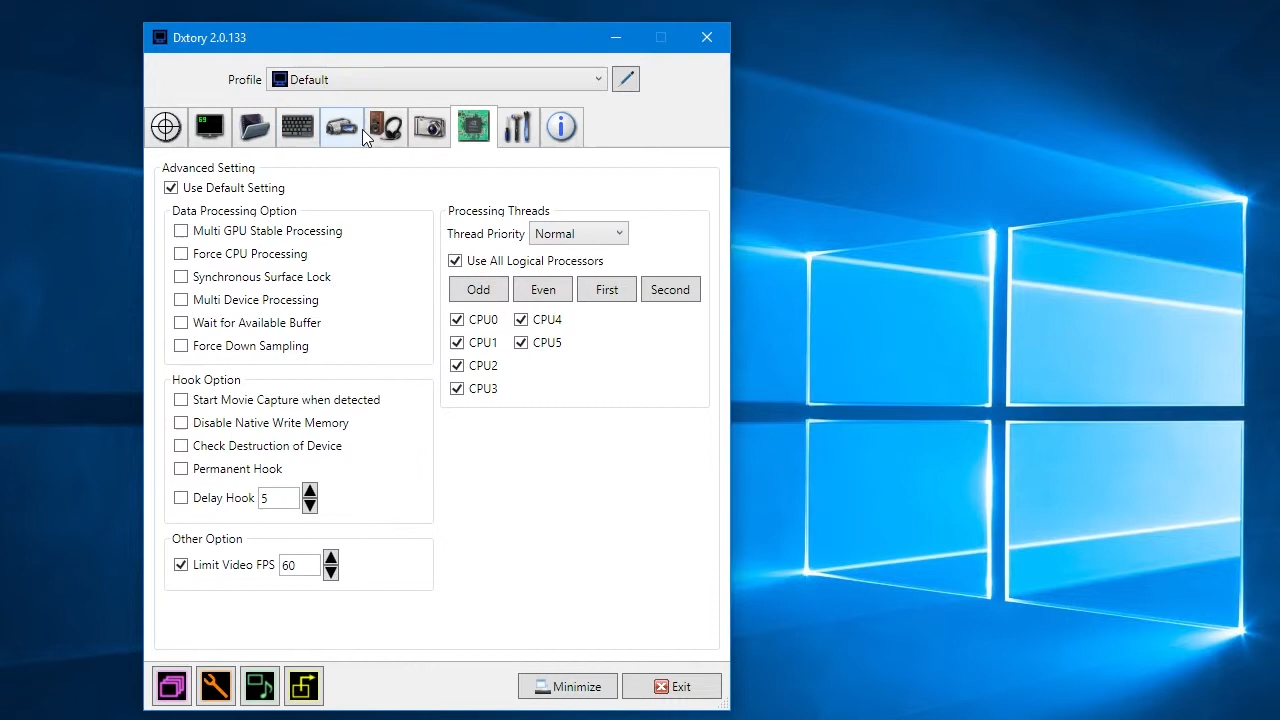 Dxtory 2.0.133
Profile
Default
69
Advanced Setting
Use Default Setting
Data Processing Option
Multi GPU Stable Processing
Force CPU Processing
Synchronous Surface Lock
Multi Device Processing
Wait for Available Buffer
Force Down Sampling
Hook Option
Start Movie Capture when detected
Disable Native Write Memory
Check Destruction of Device
Permanent Hook
Delay Hook 5
Other Option
Limit Video FPS 60
Processing Threads
Thread Priority Normal
Use All Logical Processors
Odd Even First Second
CPU0 CPU4
CPU1 CPU5
CPU2
CPU3
Minimize Exit